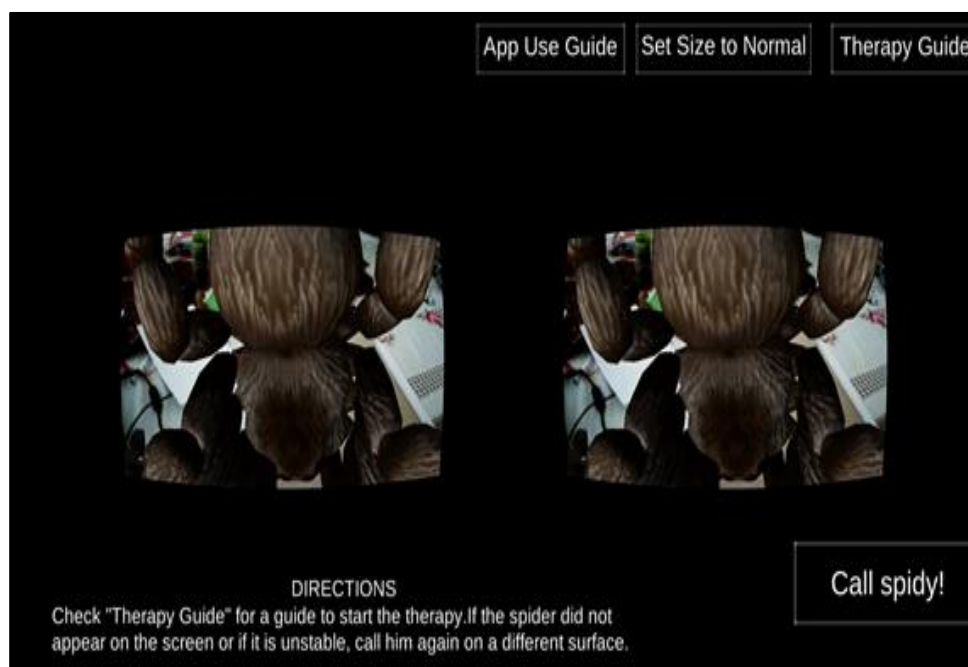 App Use Guide
Set Size to Normal
Therapy Guide
DIRECTIONS
Check "Therapy Guide" for a guide to start the therapy.If the spider did not
appear on the screen or if it is unstable, call him again on a different surface.
Call spidy!